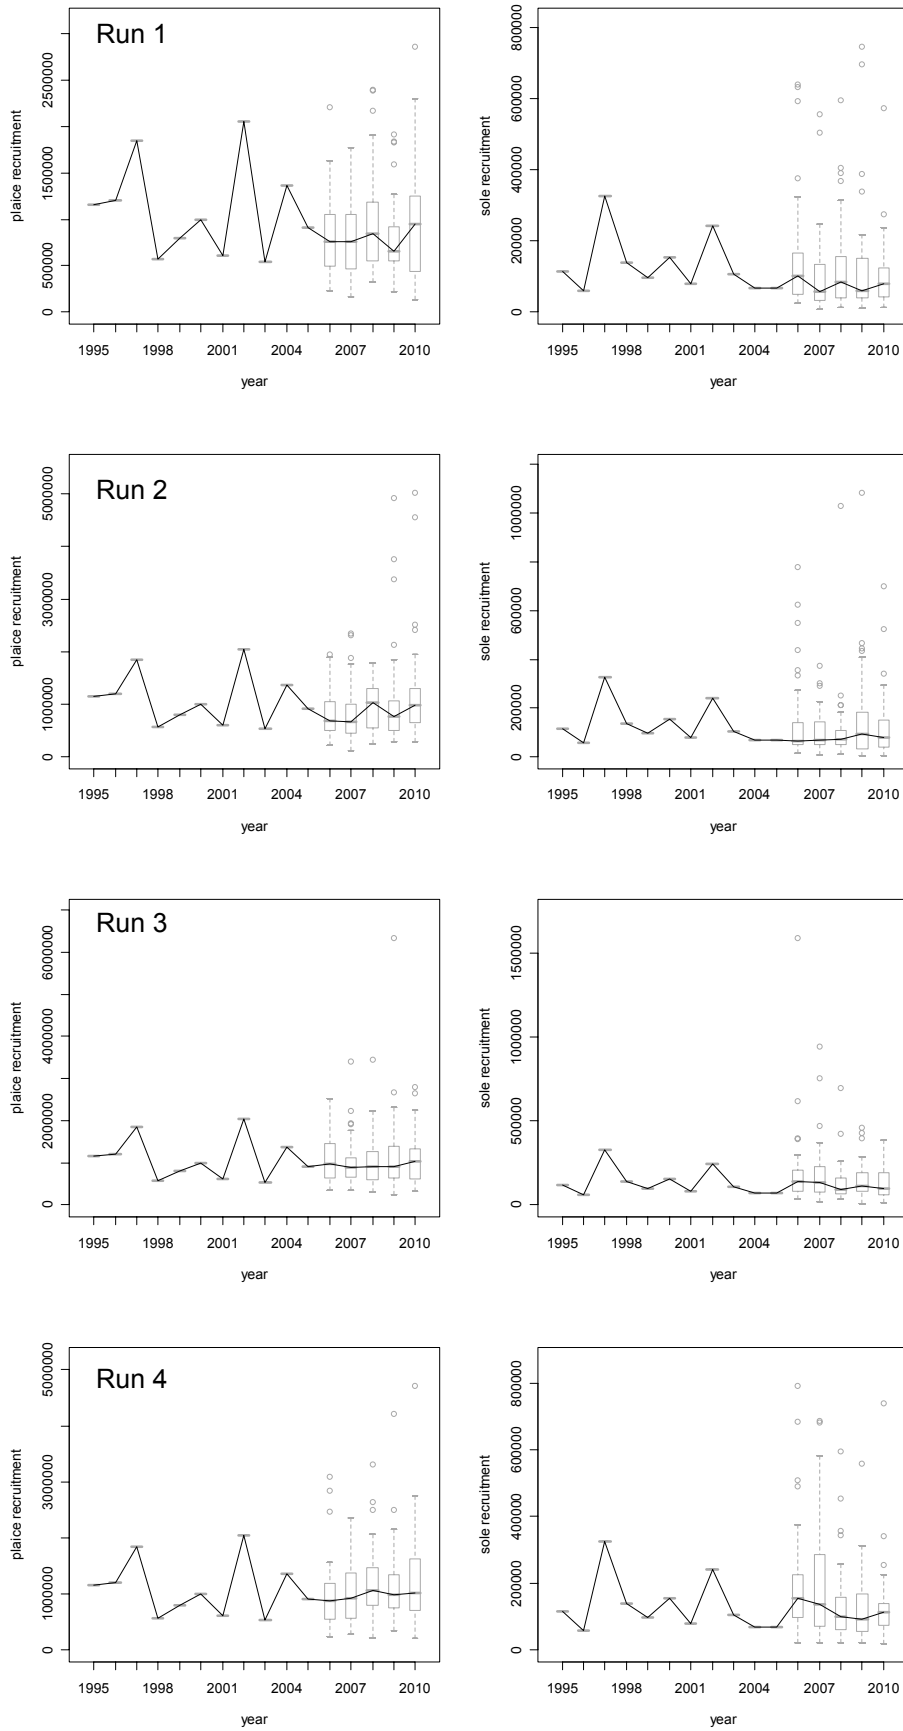 Run 1
plaice recruitment
0 500000 1500000 2500000
1995 1998 2001 2004 2007 2010
year
sole recruitment
0 200000 400000 600000 800000
1995 1998 2001 2004 2007 2010
year
Run 2
plaice recruitment
0 1000000 3000000 5000000
1995 1998 2001 2004 2007 2010
year
sole recruitment
0 200000 600000 1000000
1995 1998 2001 2004 2007 2010
year
Run 3
plaice recruitment
0 2000000 4000000 6000000
1995 1998 2001 2004 2007 2010
year
sole recruitment
0 500000 1000000 1500000
1995 1998 2001 2004 2007 2010
year
Run 4
plaice recruitment
0 1000000 3000000 5000000
1995 1998 2001 2004 2007 2010
year
sole recruitment
0 200000 400000 600000 800000
1995 1998 2001 2004 2007 2010
year